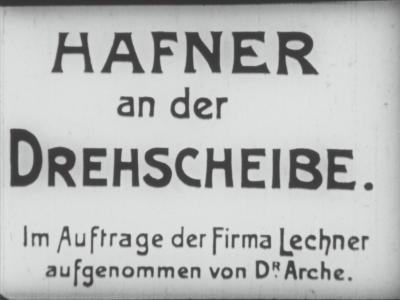 HAFNER
an der
DREHSCHEIBE.
Im Auftrage der Firma Lechner
aufgenommen von DR Arche.